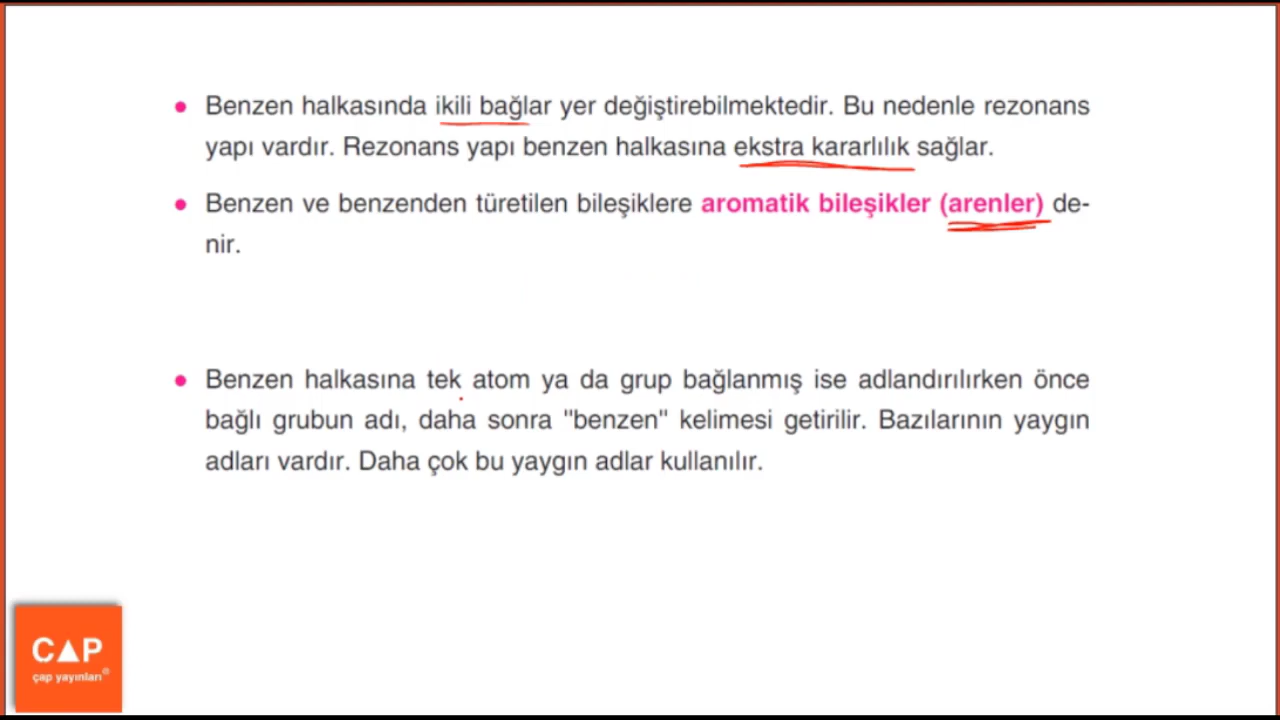 Benzen halkasında ikili bağlar yer değiştirebilmektedir. Bu nedenle rezonans
yapı vardır. Rezonans yapı benzen halkasına ekstra kararlılık sağlar.
Benzen ve benzenden türetilen bileşiklere aromatik bileşikler (arenler) de-
nir.
Benzen halkasına tek atom ya da grup bağlanmış ise adlandırılırken önce
bağlı grubun adı, daha sonra "benzen" kelimesi getirilir. Bazılarının yaygın
adları vardır. Daha çok bu yaygın adlar kullanılır.
ÇAP
çap yayınları®